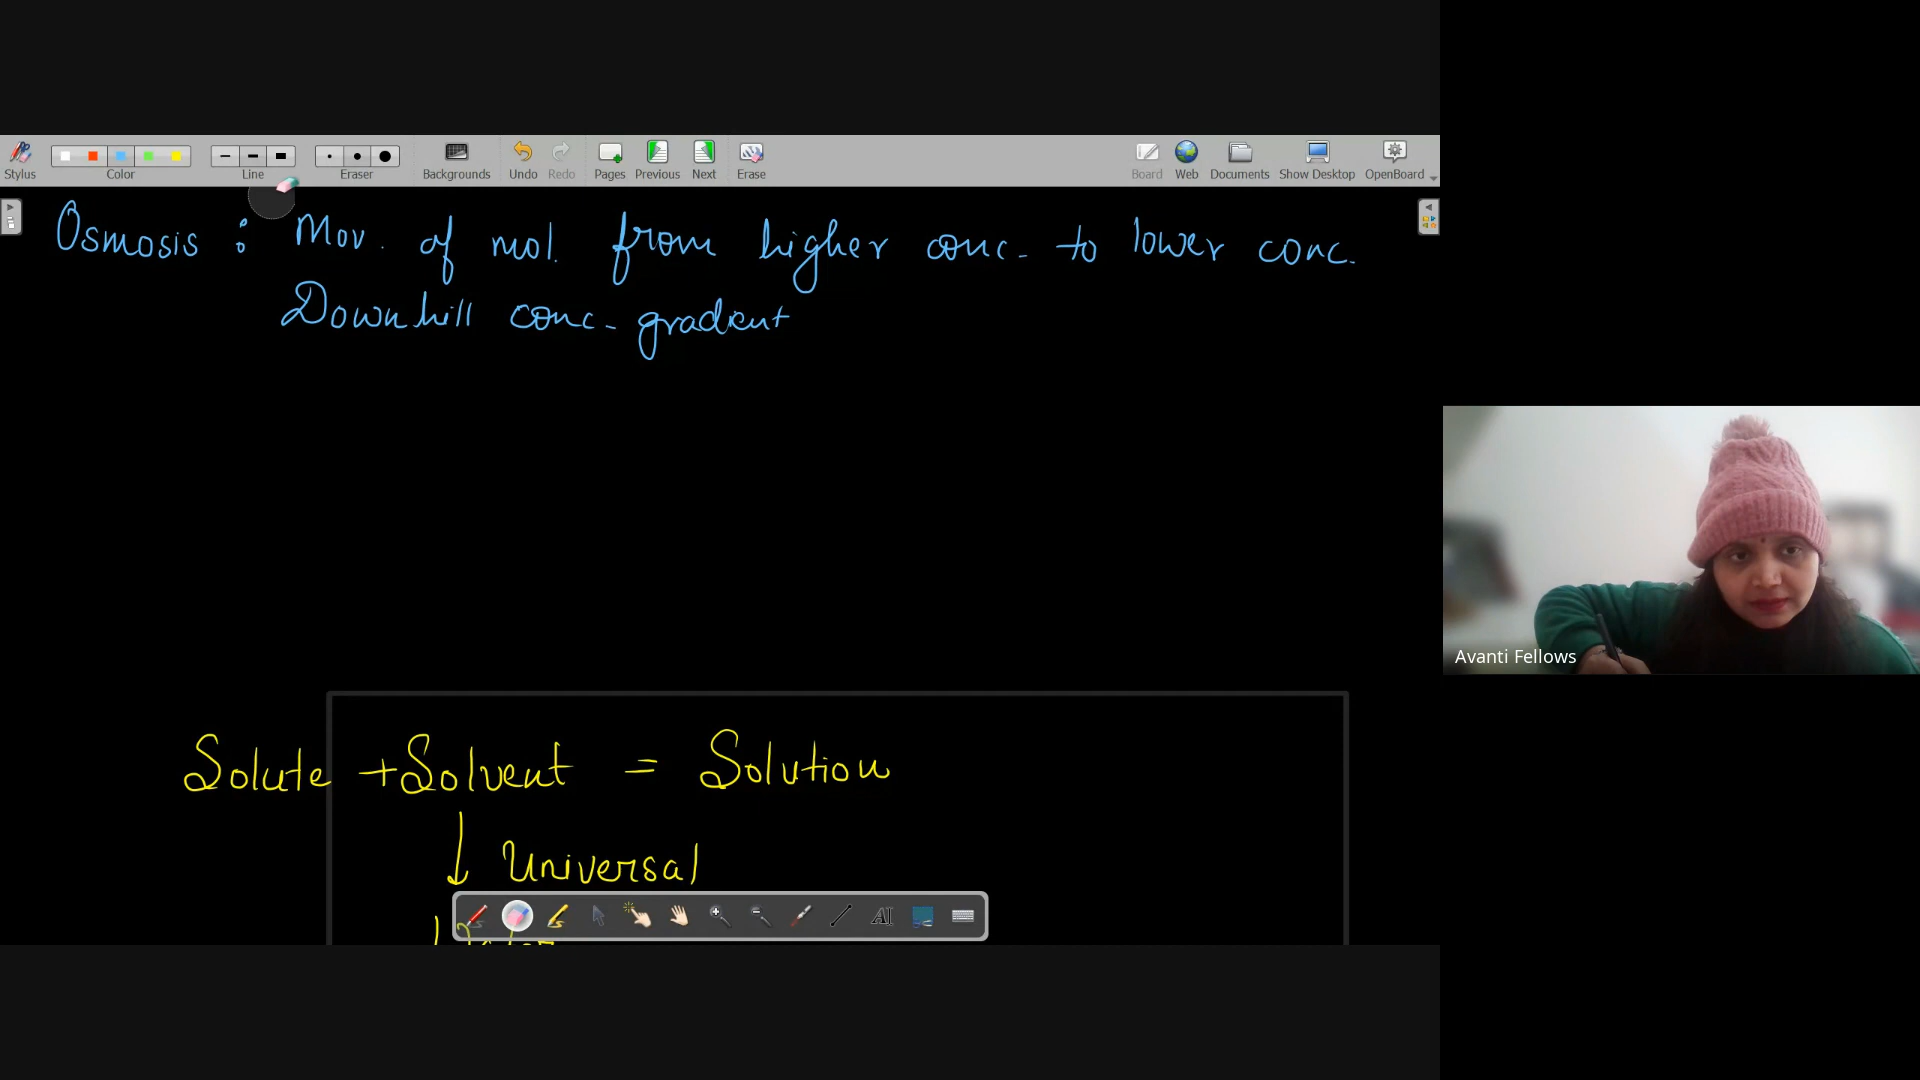 Stylus Color Line Eraser Backgrounds Undo Redo Pages Previous Next Erase Board Web Documents Show Desktop OpenBoard
Osmosis : Mov. of mol. from higher conc. to lower conc.
Downhill conc. gradient
Avanti Fellows
Solute + Solvent = Solution
↓ Universal